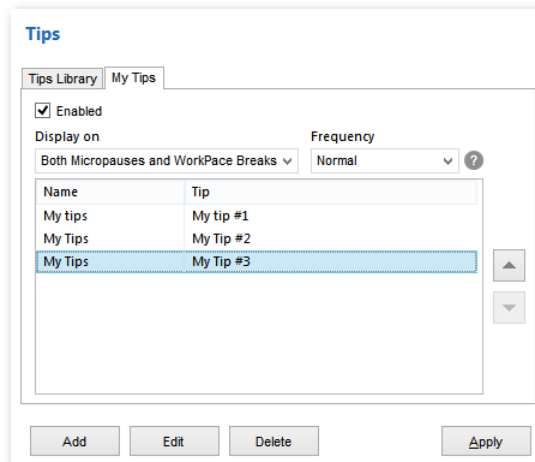 Tips
Tips Library My Tips
Enabled
Display on Frequency
Both Micropauses and WorkPace Breaks Normal ?
Name Tip
My tips My tip #1
My Tips My Tip #2
My Tips My Tip #3
Add Edit Delete Apply